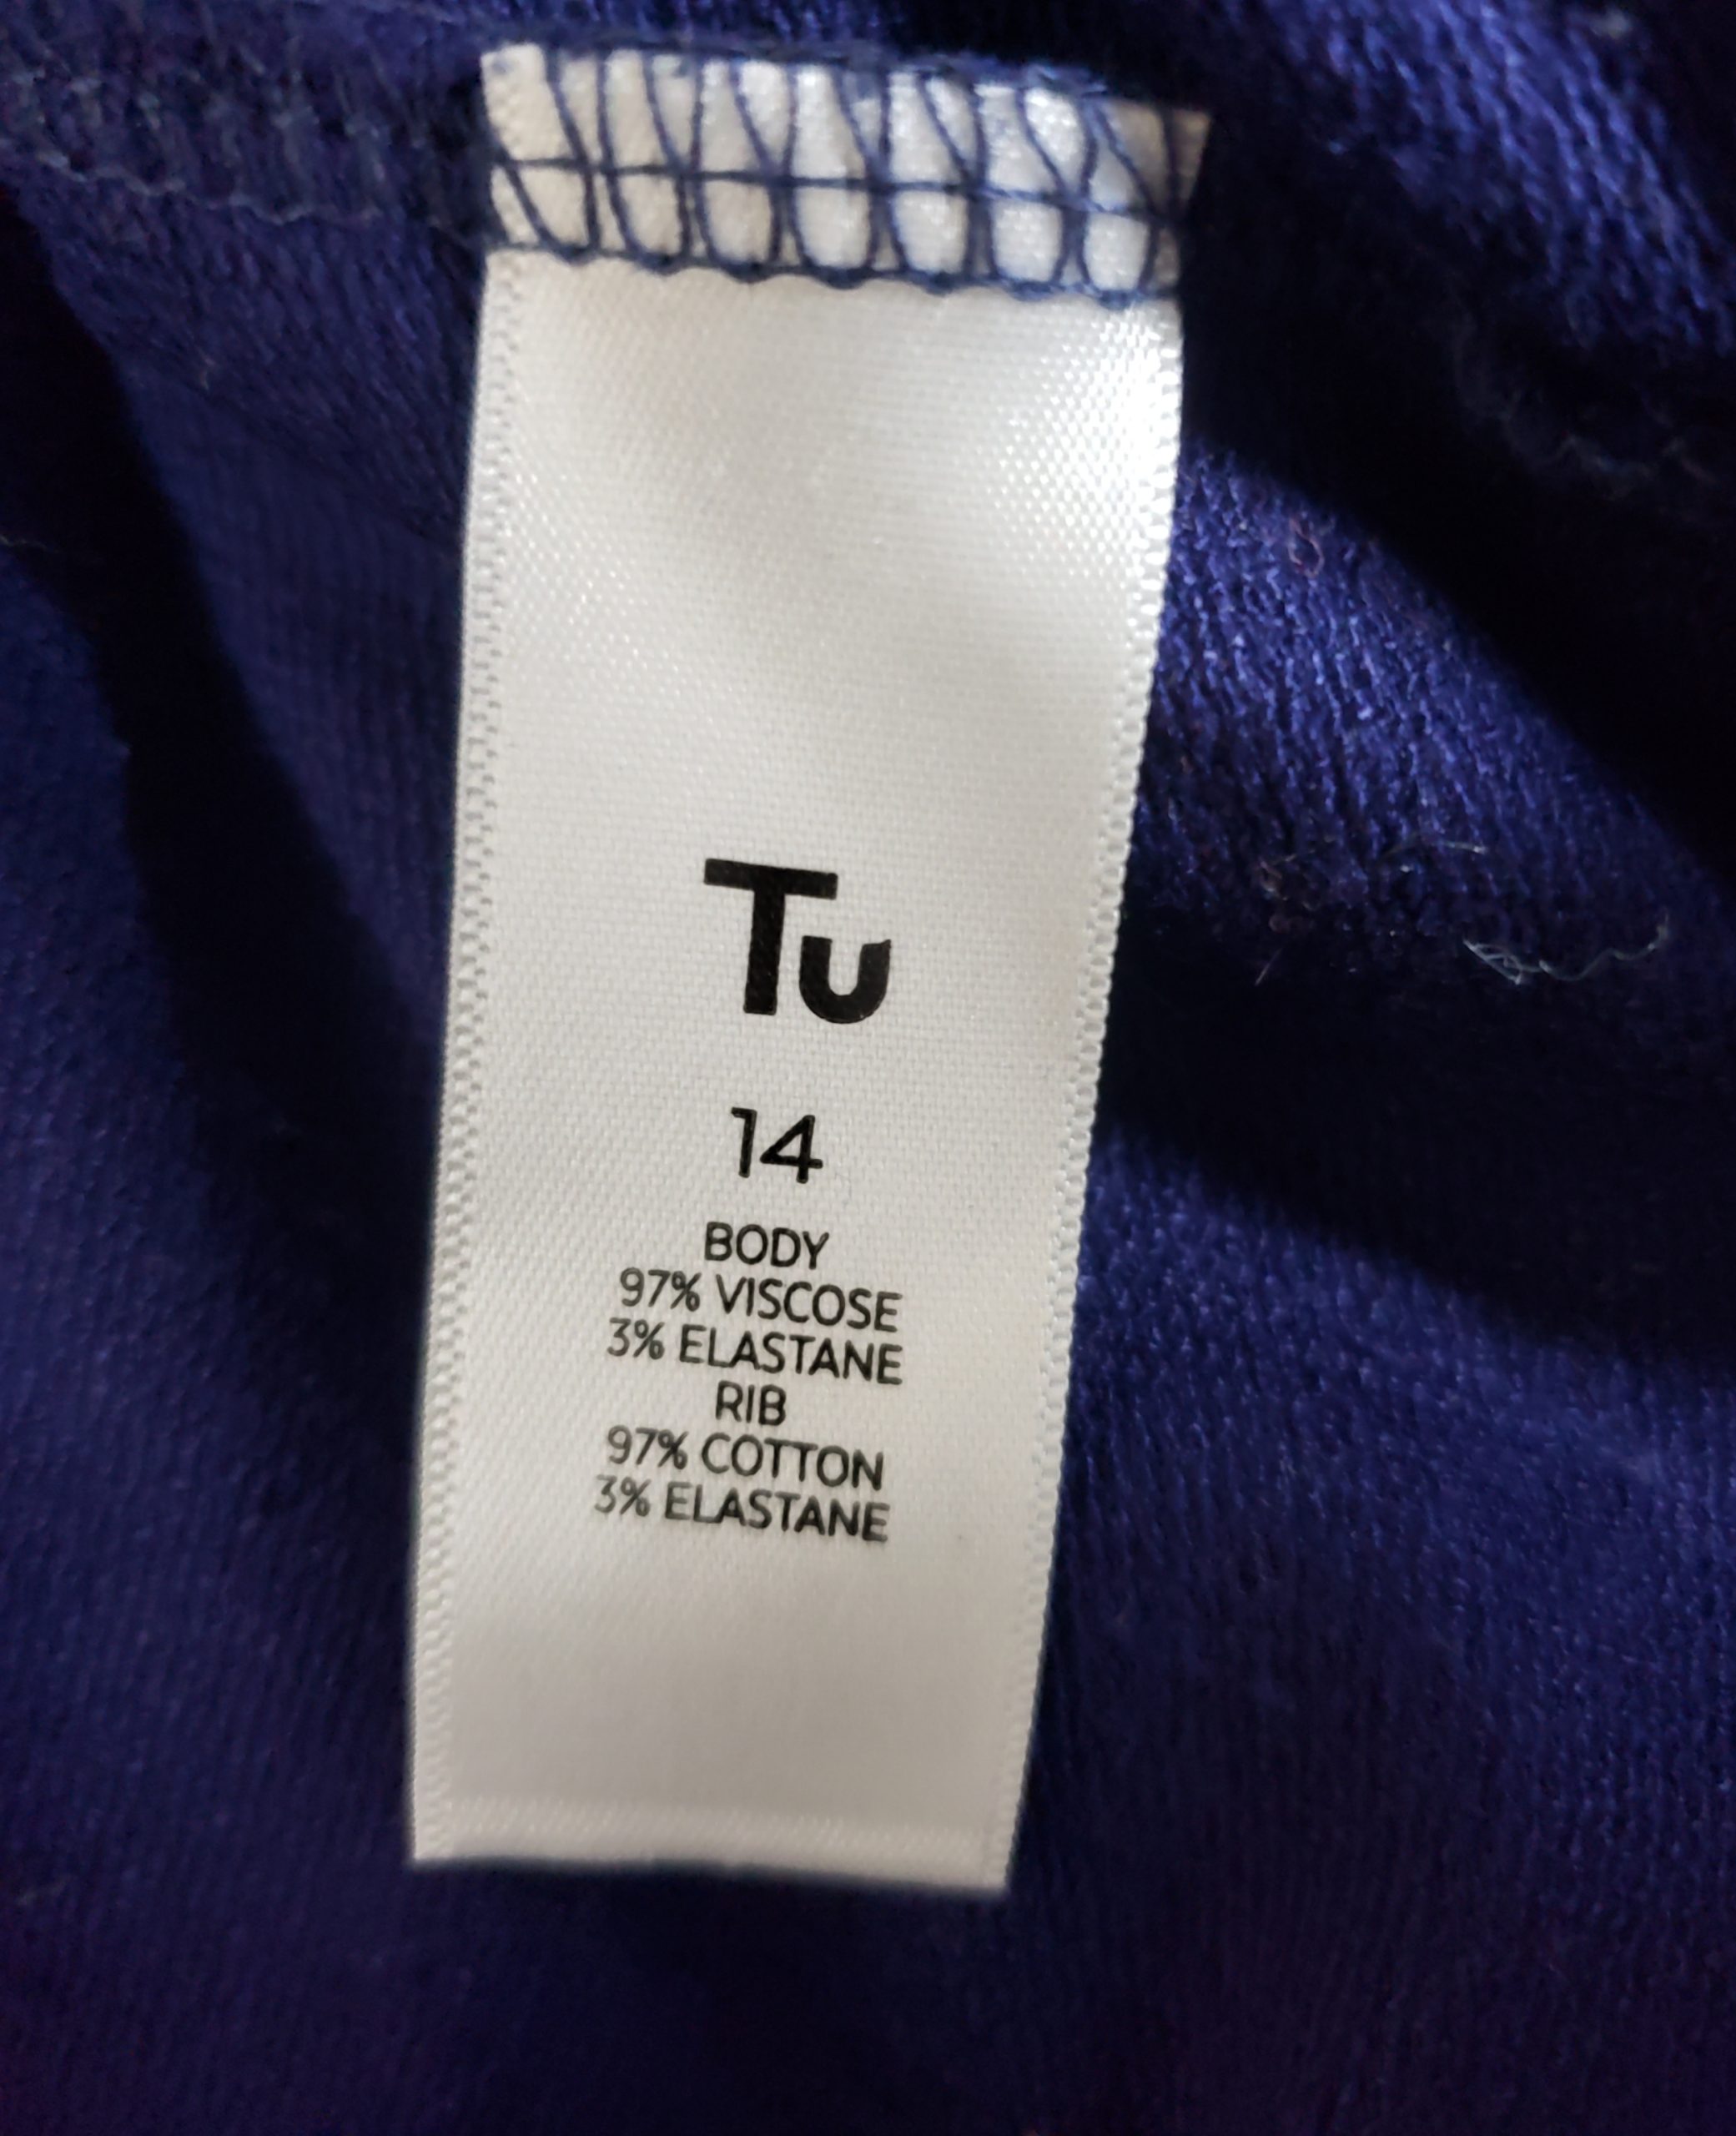 Tu
14
BODY
97% VISCOSE
3% ELASTANE
RIB
97% COTTON
3% ELASTANE